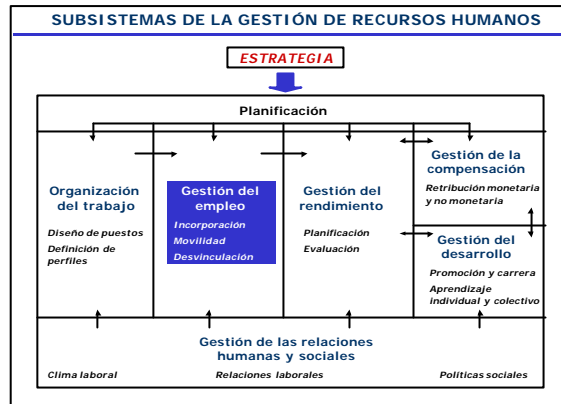 SUBSISTEMAS DE LA GESTIÓN DE RECURSOS HUMANOS
ESTRATEGIA
Planificación
Organización
del trabajo
Diseño de puestos
Definición de
perfiles
Gestión del
empleo
Incorporación
Movilidad
Desvinculación
Gestión del
rendimiento
Planificación
Evaluación
Gestión de la
compensación
Retribución monetaria
y no monetaria
Gestión del
desarrollo
Promoción y carrera
Aprendizaje
individual y colectivo
Gestión de las relaciones
humanas y sociales
Clima laboral
Relaciones laborales
Políticas sociales